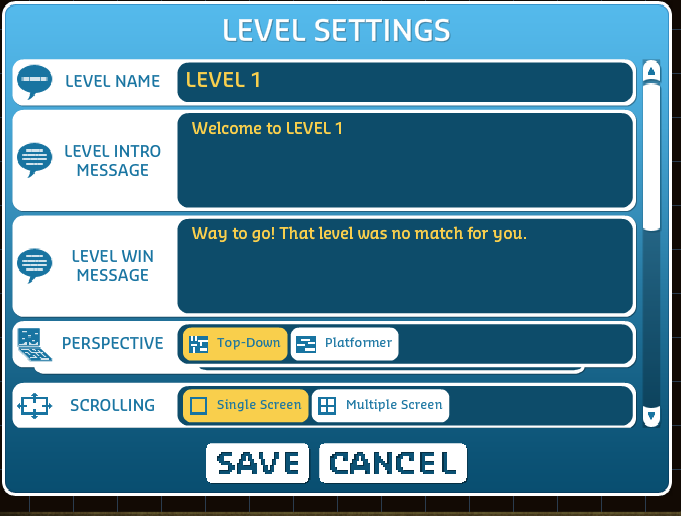 LEVEL SETTINGS
LEVEL NAME
LEVEL 1
LEVEL INTRO
MESSAGE
Welcome to LEVEL 1
LEVEL WIN
MESSAGE
Way to go! That level was no match for you.
PERSPECTIVE
Top-Down
Platformer
SCROLLING
Single Screen
Multiple Screen
SAVE
CANCEL